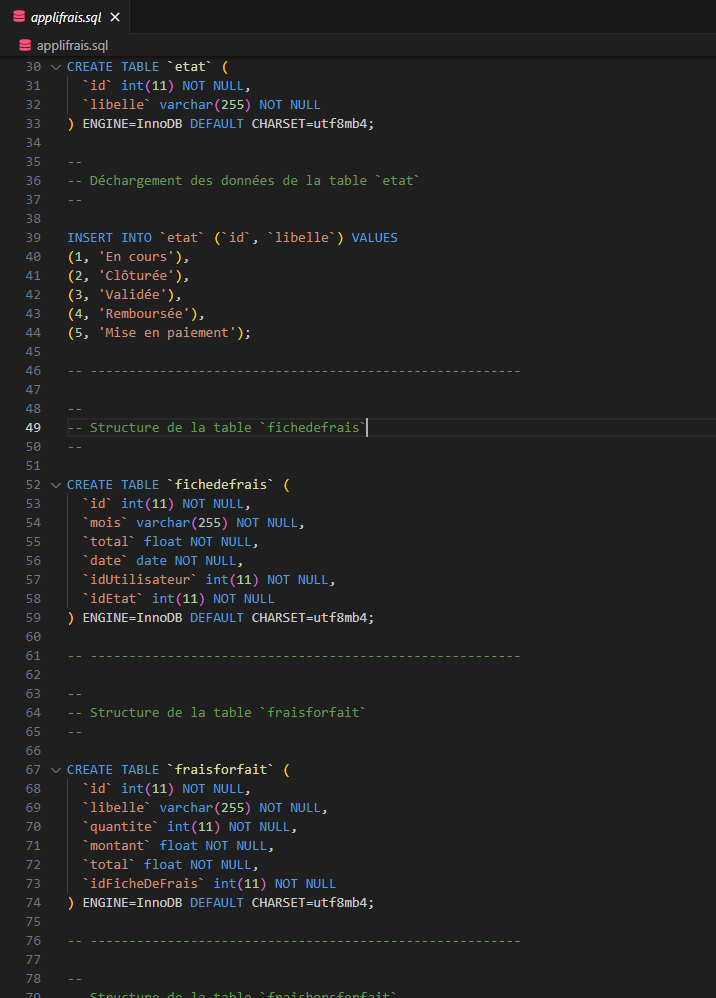 applifrais.sql
applifrais.sql
30 CREATE TABLE `etat` (
31 `id` int(11) NOT NULL,
32 `libelle` varchar(255) NOT NULL
33 ) ENGINE=InnoDB DEFAULT CHARSET=utf8mb4;
34
35 --
36 -- Déchargement des données de la table `etat`
37 --
38
39 INSERT INTO `etat` (`id`, `libelle`) VALUES
40 (1, 'En cours'),
41 (2, 'Clôturée'),
42 (3, 'Validée'),
43 (4, 'Remboursée'),
44 (5, 'Mise en paiement');
45
46 -- --------------------------------------------------------
47
48 --
49 -- Structure de la table `fichedefrais`
50 --
51
52 CREATE TABLE `fichedefrais` (
53 `id` int(11) NOT NULL,
54 `mois` varchar(255) NOT NULL,
55 `total` float NOT NULL,
56 `date` date NOT NULL,
57 `idUtilisateur` int(11) NOT NULL,
58 `idEtat` int(11) NOT NULL
59 ) ENGINE=InnoDB DEFAULT CHARSET=utf8mb4;
60
61 -- --------------------------------------------------------
62
63 --
64 -- Structure de la table `fraisforfait`
65 --
66
67 CREATE TABLE `fraisforfait` (
68 `id` int(11) NOT NULL,
69 `libelle` varchar(255) NOT NULL,
70 `quantite` int(11) NOT NULL,
71 `montant` float NOT NULL,
72 `total` float NOT NULL,
73 `idFicheDeFrais` int(11) NOT NULL
74 ) ENGINE=InnoDB DEFAULT CHARSET=utf8mb4;
75
76 -- --------------------------------------------------------
77
78 --
79 -- Structure de la table `fraishorsforfait`